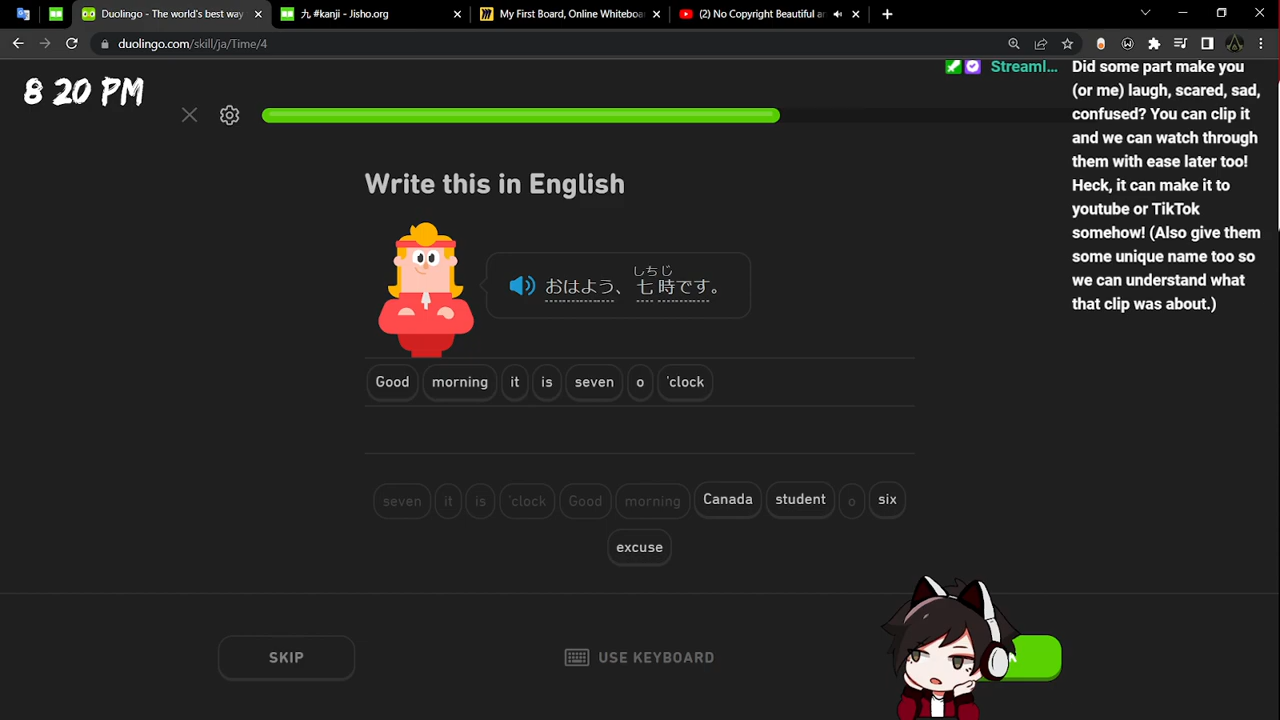 Duolingo - The world's best way
九 #kanji - Jisho.org
My First Board, Online Whiteboa
(2) No Copyright Beautiful an
duolingo.com/skill/ja/Time/4
8 20 PM
Streaml...
Did some part make you
(or me) laugh, scared, sad,
confused? You can clip it
and we can watch through
them with ease later too!
Heck, it can make it to
youtube or TikTok
somehow! (Also give them
some unique name too so
we can understand what
that clip was about.)
Write this in English
しちじ
おはよう、七時です。
Good morning it is seven o 'clock
seven it is 'clock Good morning Canada student o six
excuse
SKIP
USE KEYBOARD